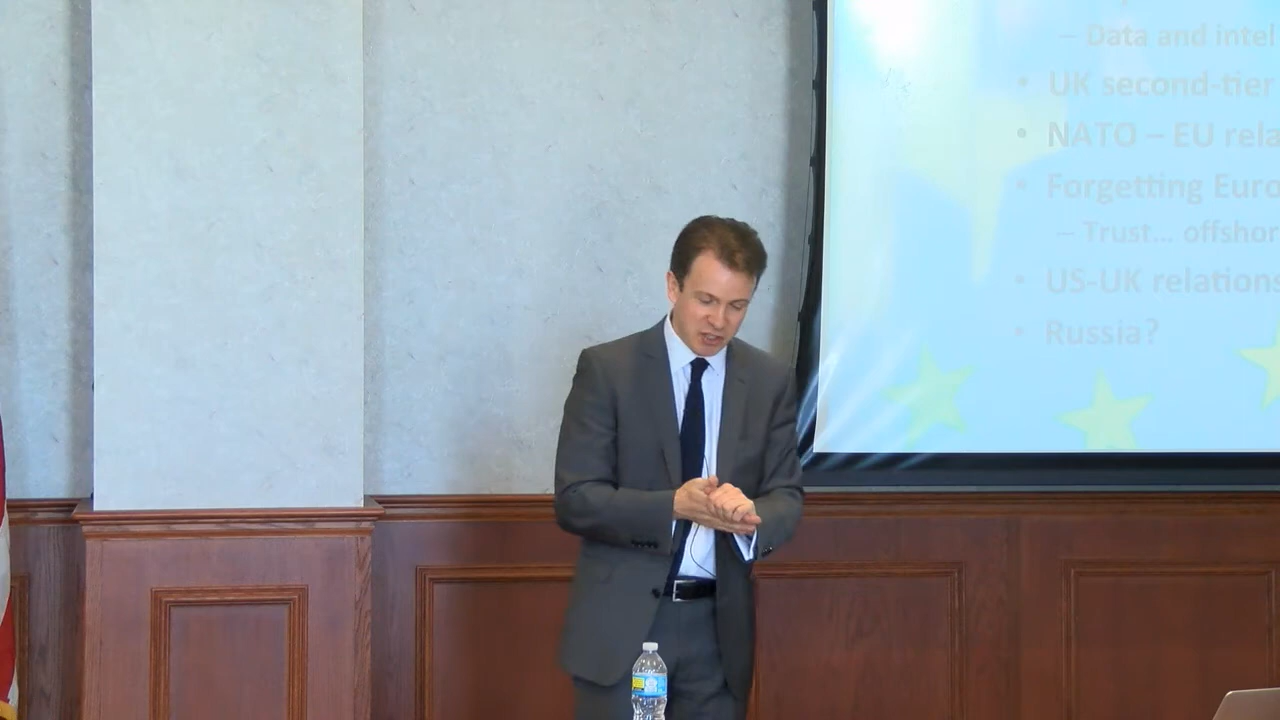 – Data and intel
• UK second-tier
• NATO – EU rela
• Forgetting Euro
– Trust... offshor
• US-UK relations
• Russia?